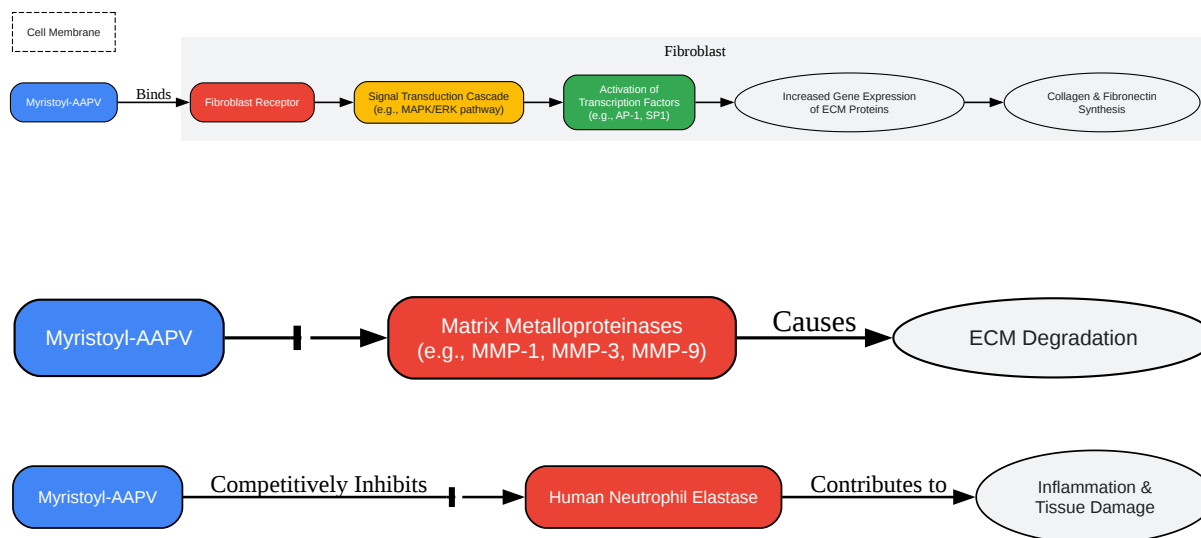 Cell Membrane
Fibroblast
Myristoyl-AAPV
Binds
Fibroblast Receptor
Signal Transduction Cascade
(e.g., MAPK/ERK pathway)
Activation of
Transcription Factors
(e.g., AP-1, SP1)
Increased Gene Expression
of ECM Proteins
Collagen & Fibronectin
Synthesis
Myristoyl-AAPV
Matrix Metalloproteinases
(e.g., MMP-1, MMP-3, MMP-9)
Causes
ECM Degradation
Myristoyl-AAPV
Competitively Inhibits
Human Neutrophil Elastase
Contributes to
Inflammation &
Tissue Damage